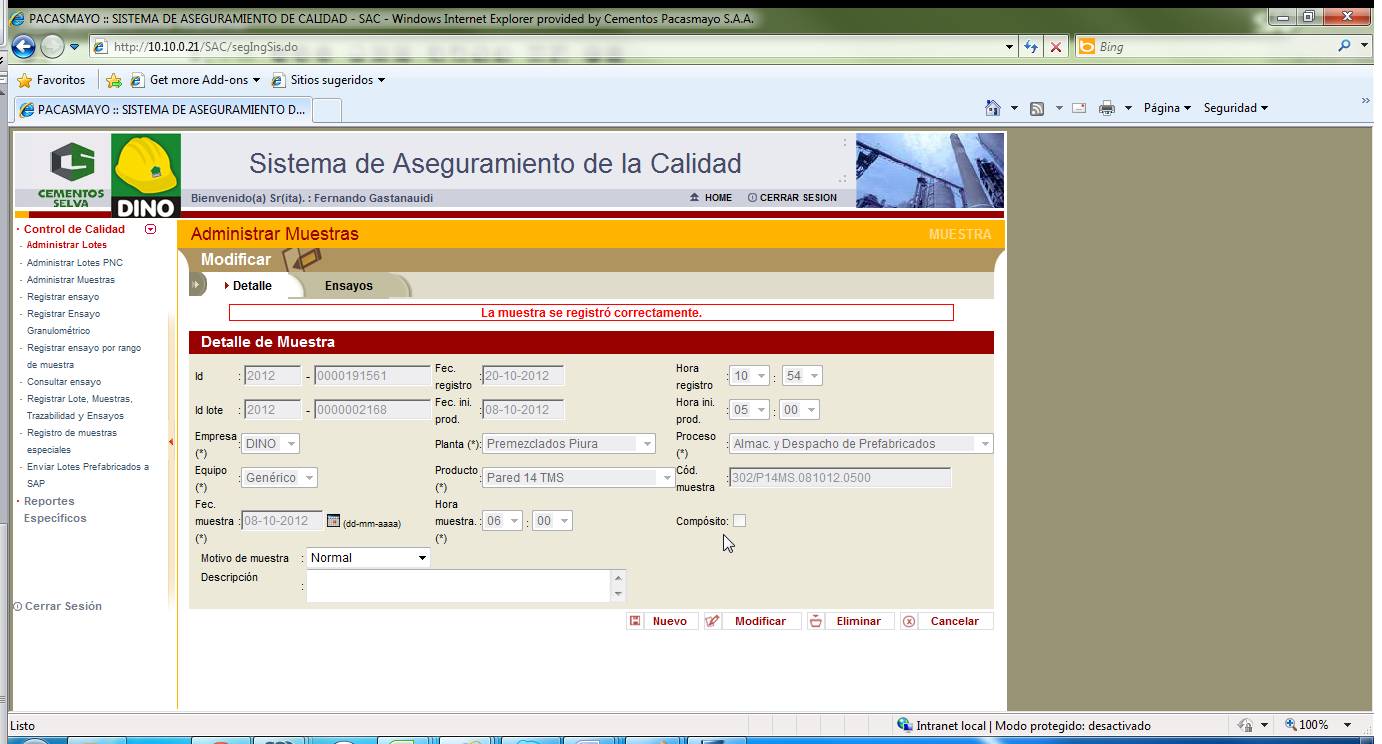 PACASMAYO :: SISTEMA DE ASEGURAMIENTO DE CALIDAD - SAC - Windows Internet Explorer provided by Cementos Pacasmayo S.A.A.
http://10.10.0.21/SAC/segIngSis.do
Bing
Favoritos Get more Add-ons Sitios sugeridos
PACASMAYO :: SISTEMA DE ASEGURAMIENTO D...
Página Seguridad
CEMENTOS SELVA
DINO
Sistema de Aseguramiento de la Calidad
Bienvenido(a) Sr(ita). : Fernando Gastanauidi
HOME CERRAR SESION
Control de Calidad
- Administrar Lotes
- Administrar Lotes PNC
- Administrar Muestras
- Registrar ensayo
- Registrar Ensayo
Granulométrico
- Registrar ensayo por rango
de muestra
- Consultar ensayo
- Registrar Lote, Muestras,
Trazabilidad y Ensayos
- Registro de muestras
especiales
- Enviar Lotes Prefabricados a
SAP
Reportes
Específicos
Cerrar Sesión
Administrar Muestras MUESTRA
Modificar
Detalle Ensayos
La muestra se registró correctamente.
Detalle de Muestra
Id : 2012 - 0000191561 Fec. registro : 20-10-2012 Hora registro : 10 : 54
Id lote : 2012 - 0000002168 Fec. ini. prod. : 08-10-2012 Hora ini. prod. : 05 : 00
Empresa (*) : DINO Planta (*): Premezclados Piura Proceso (*) : Almac. y Despacho de Prefabricados
Equipo (*) : Genérico Producto (*) : Pared 14 TMS Cód. muestra : 302/P14MS.081012.0500
Fec. muestra (*) : 08-10-2012 (dd-mm-aaaa) Hora muestra. (*) : 06 : 00 Compósito:
Motivo de muestra : Normal
Descripción :
Nuevo Modificar Eliminar Cancelar
Listo Intranet local | Modo protegido: desactivado 100%